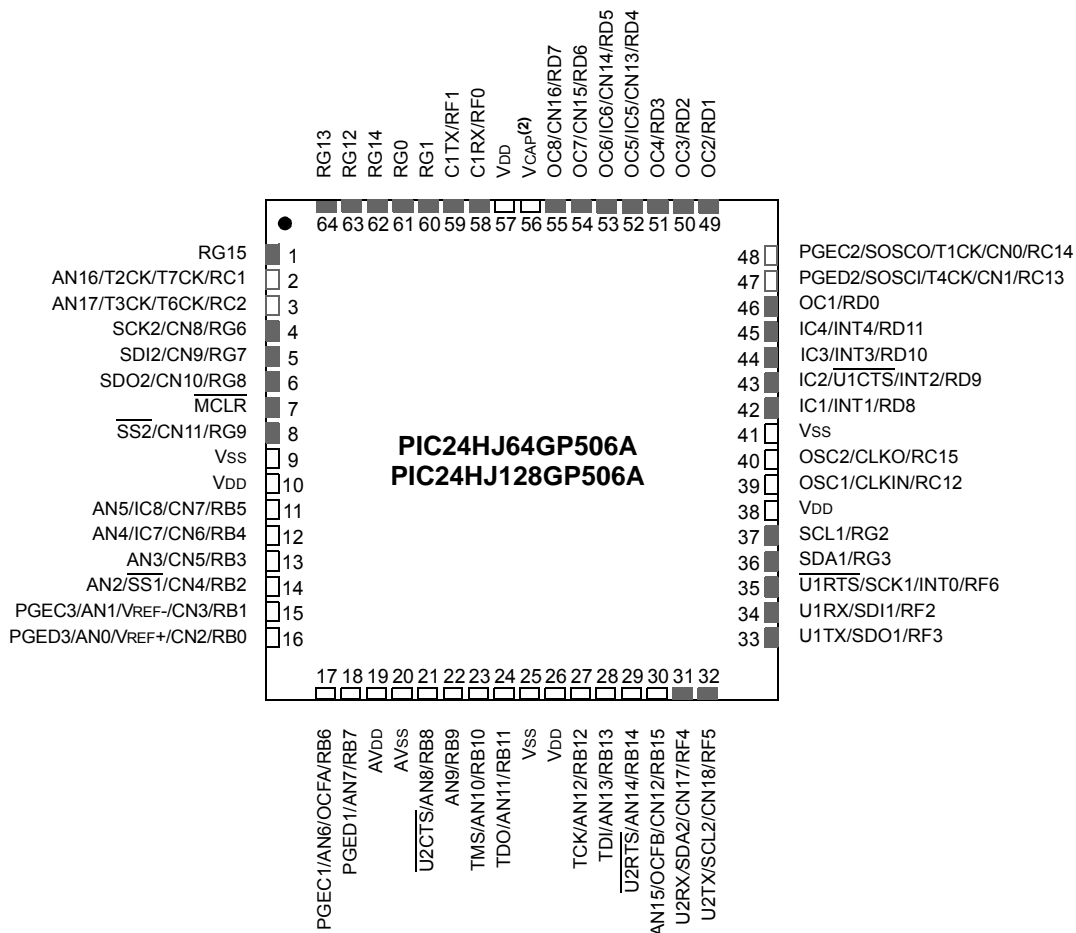 RG13
RG12
RG14
RG0
RG1
C1TX/RF1
C1RX/RF0
VDD
VCAP(2)
OC8/CN16/RD7
OC7/CN15/RD6
OC6/IC6/CN14/RD5
OC5/IC5/CN13/RD4
OC4/RD3
OC3/RD2
OC2/RD1
64 63 62 61 60 59 58 57 56 55 54 53 52 51 50 49
RG15 1
AN16/T2CK/T7CK/RC1 2
AN17/T3CK/T6CK/RC2 3
SCK2/CN8/RG6 4
SDI2/CN9/RG7 5
SDO2/CN10/RG8 6
MCLR 7
SS2/CN11/RG9 8
VSS 9
VDD 10
AN5/IC8/CN7/RB5 11
AN4/IC7/CN6/RB4 12
AN3/CN5/RB3 13
AN2/SS1/CN4/RB2 14
PGEC3/AN1/VREF-/CN3/RB1 15
PGED3/AN0/VREF+/CN2/RB0 16
PIC24HJ64GP506A
PIC24HJ128GP506A
48 PGEC2/SOSCO/T1CK/CN0/RC14
47 PGED2/SOSCI/T4CK/CN1/RC13
46 OC1/RD0
45 IC4/INT4/RD11
44 IC3/INT3/RD10
43 IC2/U1CTS/INT2/RD9
42 IC1/INT1/RD8
41 VSS
40 OSC2/CLKO/RC15
39 OSC1/CLKIN/RC12
38 VDD
37 SCL1/RG2
36 SDA1/RG3
35 U1RTS/SCK1/INT0/RF6
34 U1RX/SDI1/RF2
33 U1TX/SDO1/RF3
17 18 19 20 21 22 23 24 25 26 27 28 29 30 31 32
PGEC1/AN6/OCFA/RB6
PGED1/AN7/RB7
AVDD
AVSS
U2CTS/AN8/RB8
AN9/RB9
TMS/AN10/RB10
TDO/AN11/RB11
VSS
VDD
TCK/AN12/RB12
TDI/AN13/RB13
U2RTS/AN14/RB14
AN15/OCFB/CN12/RB15
U2RX/SDA2/CN17/RF4
U2TX/SCL2/CN18/RF5